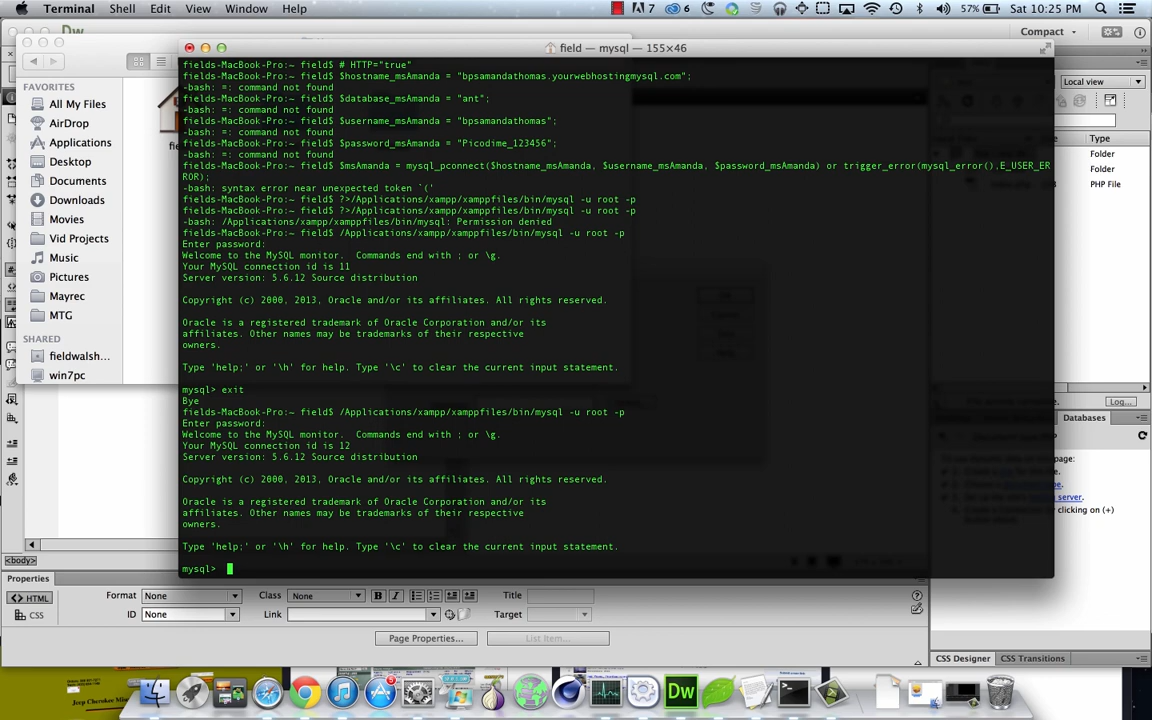 Terminal Shell Edit View Window Help
7 6 57% Sat 10:25 PM
Dw
Compact
field — mysql — 155×46
fields-MacBook-Pro:~ field$ # HTTP="true"
fields-MacBook-Pro:~ field$ $hostname_msAmanda = "bpsamandathomas.yourwebhostingmysql.com";
-bash: =: command not found
fields-MacBook-Pro:~ field$ $database_msAmanda = "ant";
-bash: =: command not found
fields-MacBook-Pro:~ field$ $username_msAmanda = "bpsamandathomas";
-bash: =: command not found
fields-MacBook-Pro:~ field$ $password_msAmanda = "Picodime_123456";
-bash: =: command not found
fields-MacBook-Pro:~ field$ $msAmanda = mysql_pconnect($hostname_msAmanda, $username_msAmanda, $password_msAmanda) or trigger_error(mysql_error(),E_USER_ER
ROR);
-bash: syntax error near unexpected token `('
fields-MacBook-Pro:~ field$ ?>/Applications/xampp/xamppfiles/bin/mysql -u root -p
fields-MacBook-Pro:~ field$ ?>/Applications/xampp/xamppfiles/bin/mysql -u root -p
-bash: /Applications/xampp/xamppfiles/bin/mysql: Permission denied
fields-MacBook-Pro:~ field$ /Applications/xampp/xamppfiles/bin/mysql -u root -p
Enter password:
Welcome to the MySQL monitor.  Commands end with ; or \g.
Your MySQL connection id is 11
Server version: 5.6.12 Source distribution
Copyright (c) 2000, 2013, Oracle and/or its affiliates. All rights reserved.
Oracle is a registered trademark of Oracle Corporation and/or its
affiliates. Other names may be trademarks of their respective
owners.
Type 'help;' or '\h' for help. Type '\c' to clear the current input statement.
mysql> exit
Bye
fields-MacBook-Pro:~ field$ /Applications/xampp/xamppfiles/bin/mysql -u root -p
Enter password:
Welcome to the MySQL monitor.  Commands end with ; or \g.
Your MySQL connection id is 12
Server version: 5.6.12 Source distribution
Copyright (c) 2000, 2013, Oracle and/or its affiliates. All rights reserved.
Oracle is a registered trademark of Oracle Corporation and/or its
affiliates. Other names may be trademarks of their respective
owners.
Type 'help;' or '\h' for help. Type '\c' to clear the current input statement.
mysql>
FAVORITES
All My Files
AirDrop
Applications
Desktop
Documents
Downloads
Movies
Vid Projects
Music
Pictures
Mayrec
MTG
SHARED
fieldwalsh...
win7pc
Local view
Type
Folder
Folder
PHP File
Log...
Databases
server.
clicking on (+)
<body>
Properties
HTML
CSS
Format None
Class None
B I
Title
ID None
Link
Target
Page Properties...
List Item...
CSS Designer
CSS Transitions
Jeep Cherokee
5
Dw